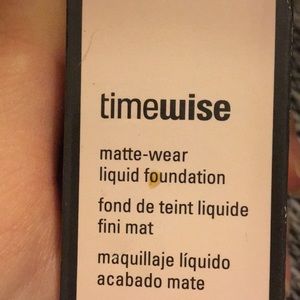 timewise
matte-wear
liquid foundation
fond de teint liquide
fini mat
maquillaje líquido
acabado mate